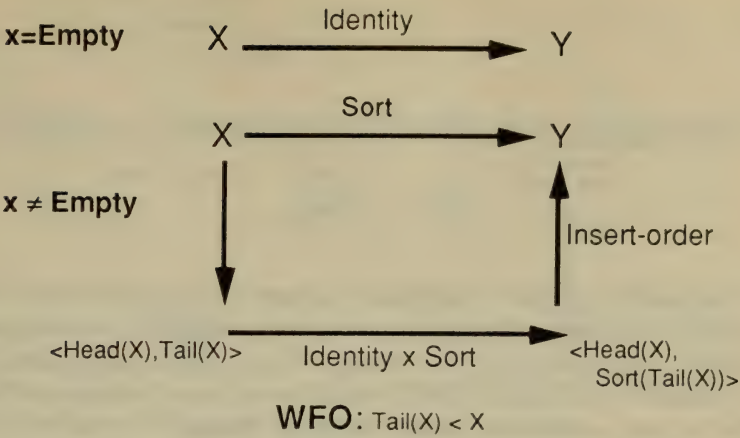 x=Empty X Identity Y
X Sort Y
x ≠ Empty
Insert-order
<Head(X),Tail(X)> Identity x Sort <Head(X),
Sort(Tail(X))>
WFO: Tail(X) < X